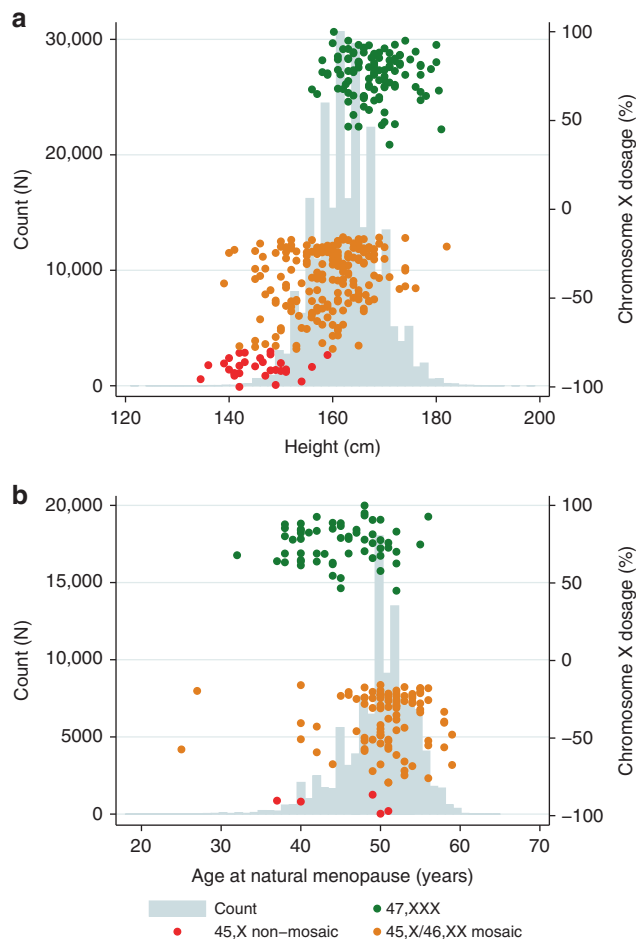 a
30,000
20,000
10,000
0
Count (N)
100
50
0
−50
−100
Chromosome X dosage (%)
120 140 160 180 200
Height (cm)
b
20,000
15,000
10,000
5000
0
Count (N)
100
50
0
−50
−100
Chromosome X dosage (%)
20 30 40 50 60 70
Age at natural menopause (years)
Count 47,XXX
45,X non-mosaic 45,X/46,XX mosaic